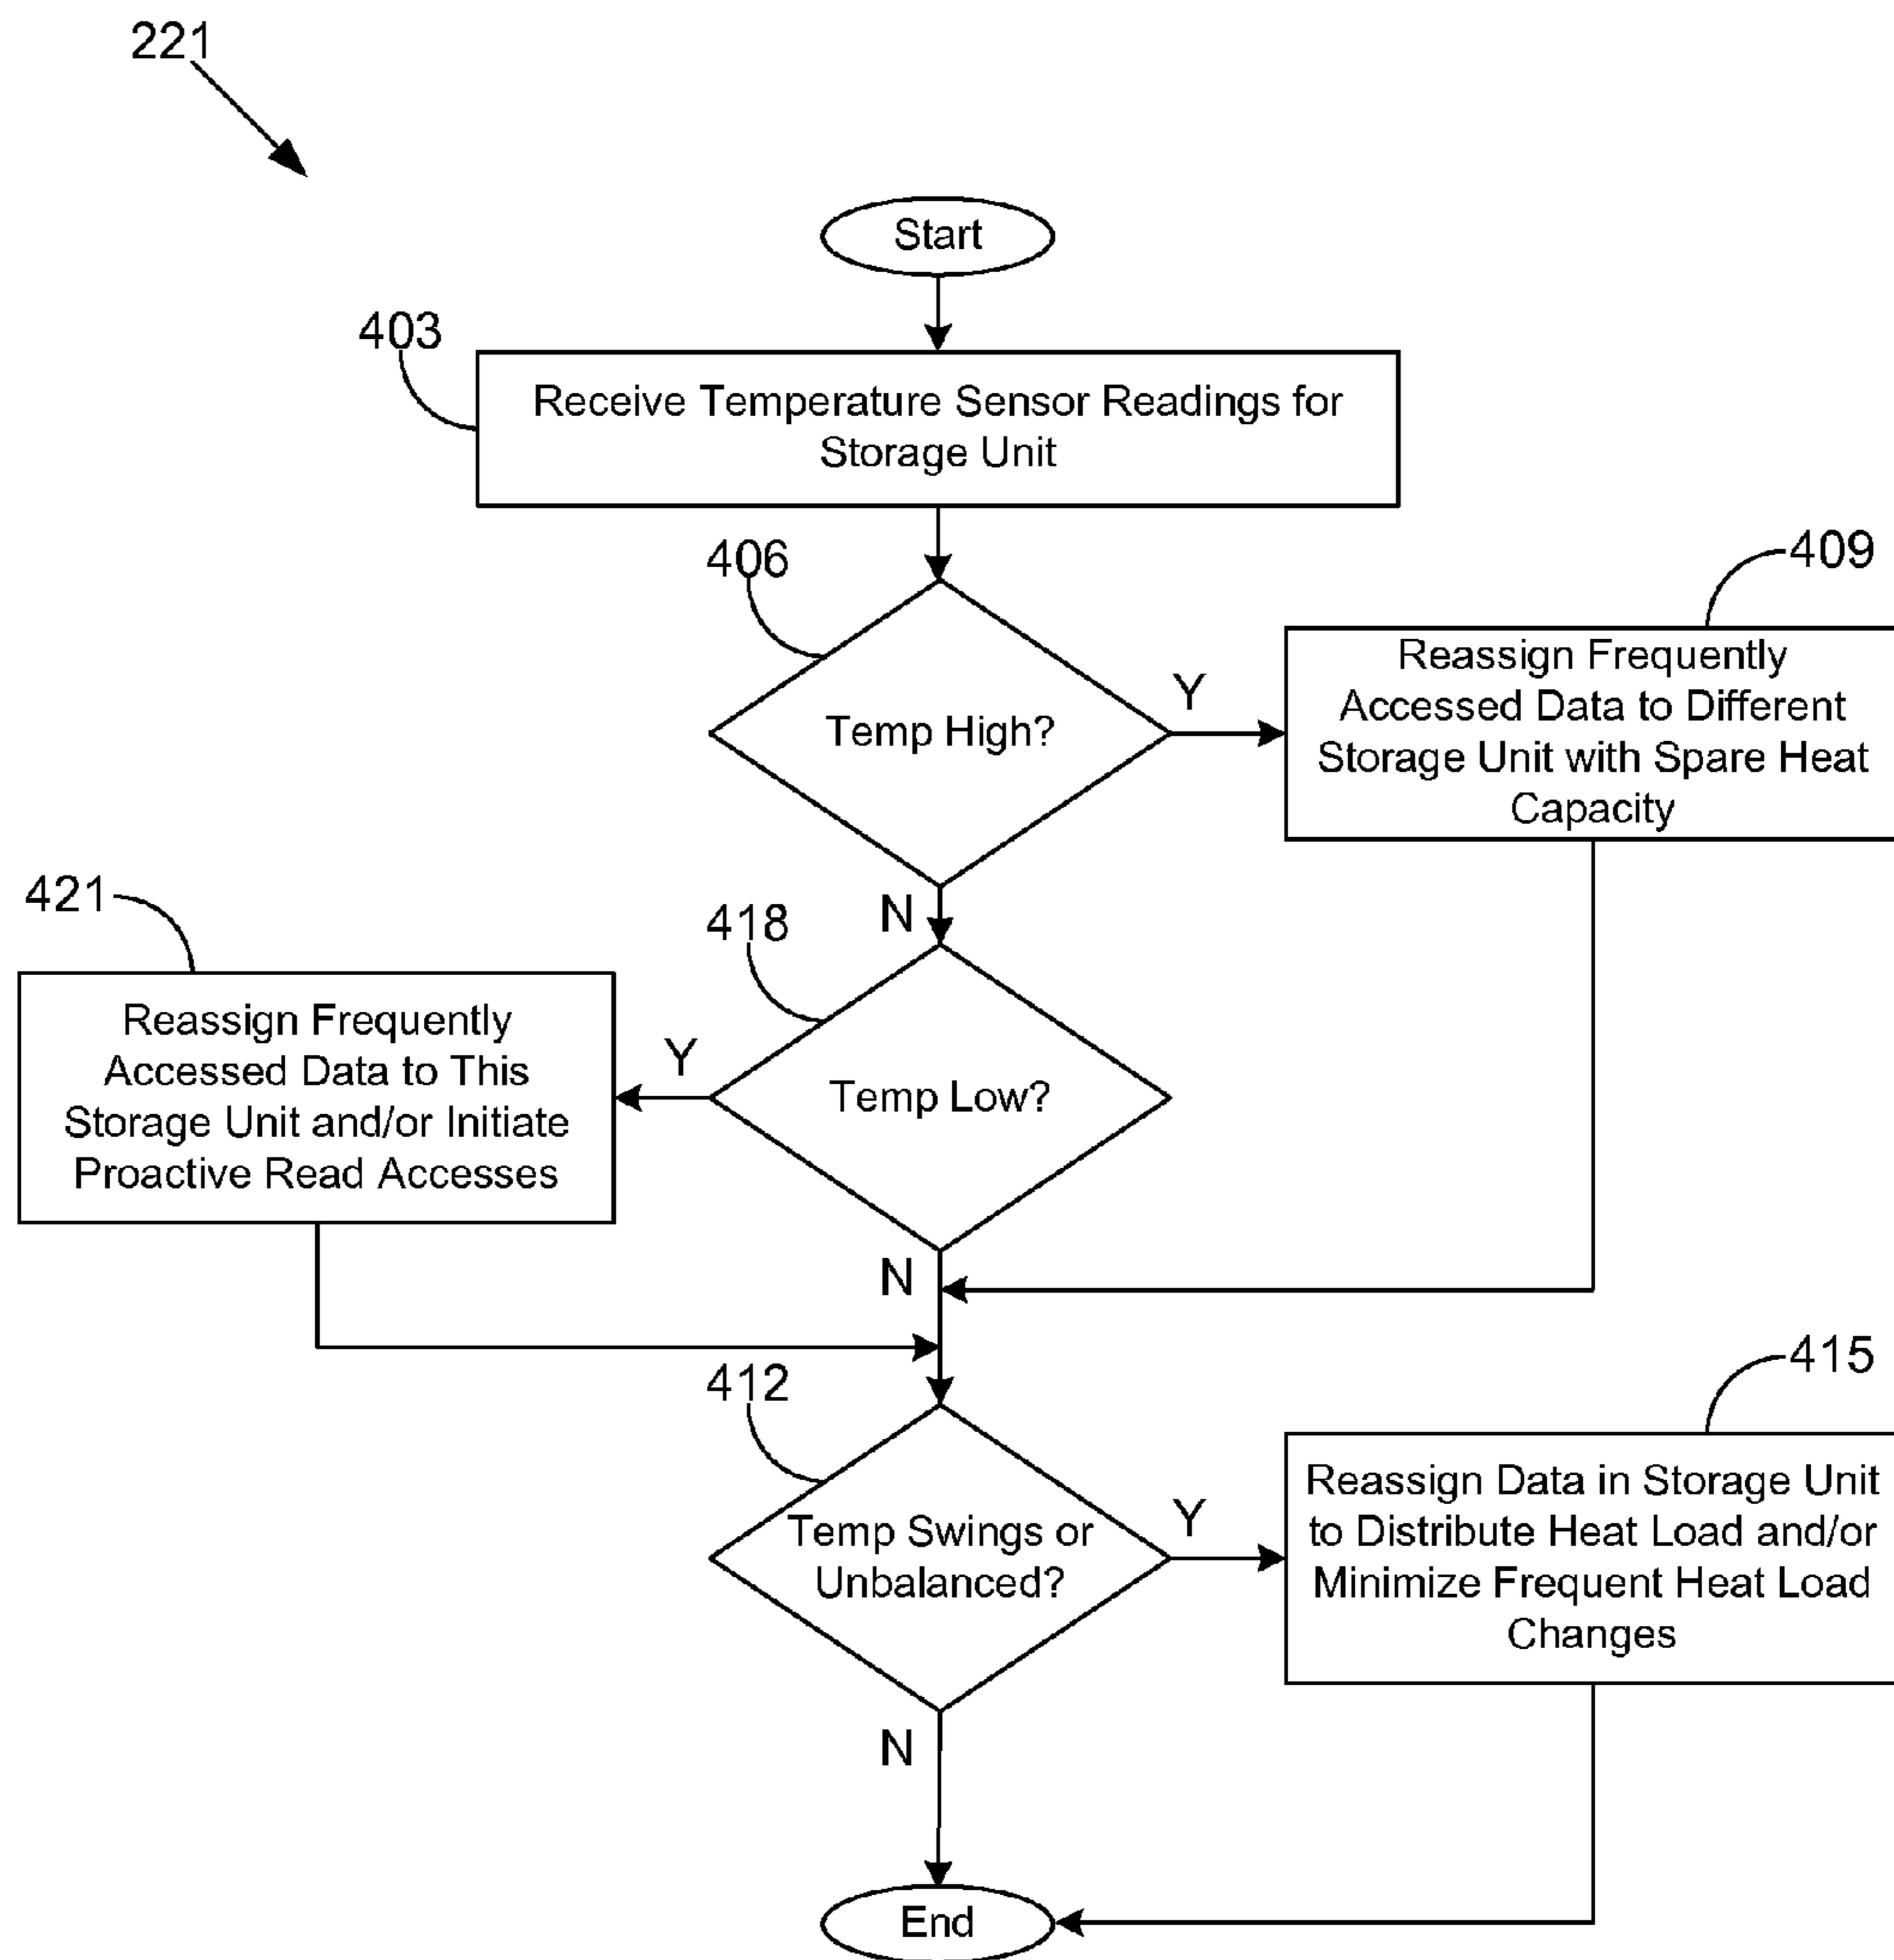 221
Start
403
Receive Temperature Sensor Readings for
Storage Unit
406
409
Temp High?
Y
Reassign Frequently
Accessed Data to Different
Storage Unit with Spare Heat
Capacity
N
421
418
Reassign Frequently
Accessed Data to This
Storage Unit and/or Initiate
Proactive Read Accesses
Y
Temp Low?
N
412
415
Temp Swings or
Unbalanced?
Y
Reassign Data in Storage Unit
to Distribute Heat Load and/or
Minimize Frequent Heat Load
Changes
N
End